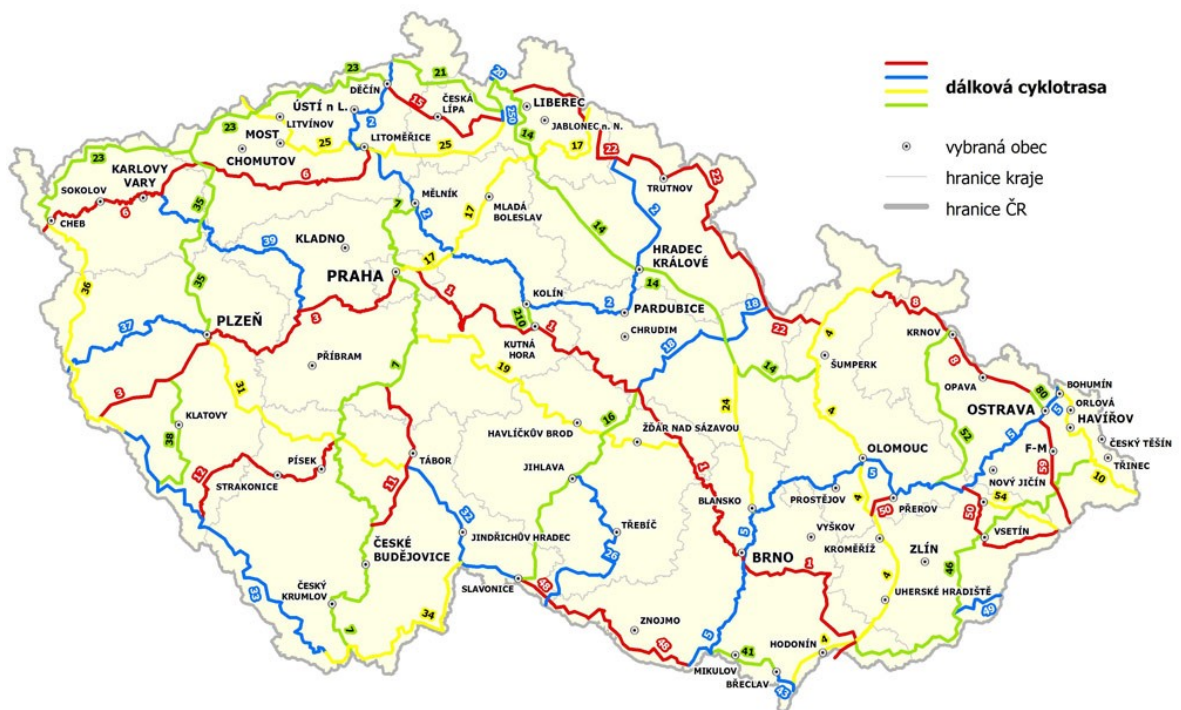 23
21
20
DĚČÍN
15
ČESKÁ
LÍPA
ÚSTÍ n L.
2
250
LIBEREC
JABLONEC n. N.
14
17
dálková cyklotrasa
vybraná obec
hranice kraje
hranice ČR
23
LITVÍNOV
MOST
25
LITOMĚŘICE
25
CHOMUTOV
22
TRUTNOV
22
23
KARLOVY
VARY
SOKOLOV
6
6
CHEB
35
MĚLNÍK
7
2
17
MLADÁ
BOLESLAV
2
14
39
KLADNO
17
HRADEC
KRÁLOVÉ
14
36
35
PRAHA
1
KOLÍN
210
2
PARDUBICE
18
8
37
PLZEŇ
3
1
KUTNÁ
HORA
CHRUDIM
18
22
4
KRNOV
8
PŘÍBRAM
7
19
ŠUMPERK
14
OPAVA
80
BOHUMÍN
ORLOVÁ
3
31
OSTRAVA
5
HAVÍŘOV
KLATOVY
38
16
24
4
52
5
ČESKÝ TĚŠÍN
HAVLÍČKŮV BROD
ŽĎÁR NAD SÁZAVOU
F-M
TŘINEC
PÍSEK
TÁBOR
JIHLAVA
1
OLOMOUC
5
59
10
12
STRAKONICE
11
NOVÝ JIČÍN
BLANSKO
PROSTĚJOV
4
50
PŘEROV
50
54
32
JINDŘICHŮV HRADEC
TŘEBÍČ
5
VYŠKOV
KROMĚŘÍŽ
VSETÍN
ČESKÉ
BUDĚJOVICE
26
BRNO
1
ZLÍN
46
33
ČESKÝ
KRUMLOV
SLAVONICE
48
4
UHERSKÉ HRADIŠTĚ
49
7
34
ZNOJMO
48
5
HODONÍN
4
41
MIKULOV
BŘECLAV
43